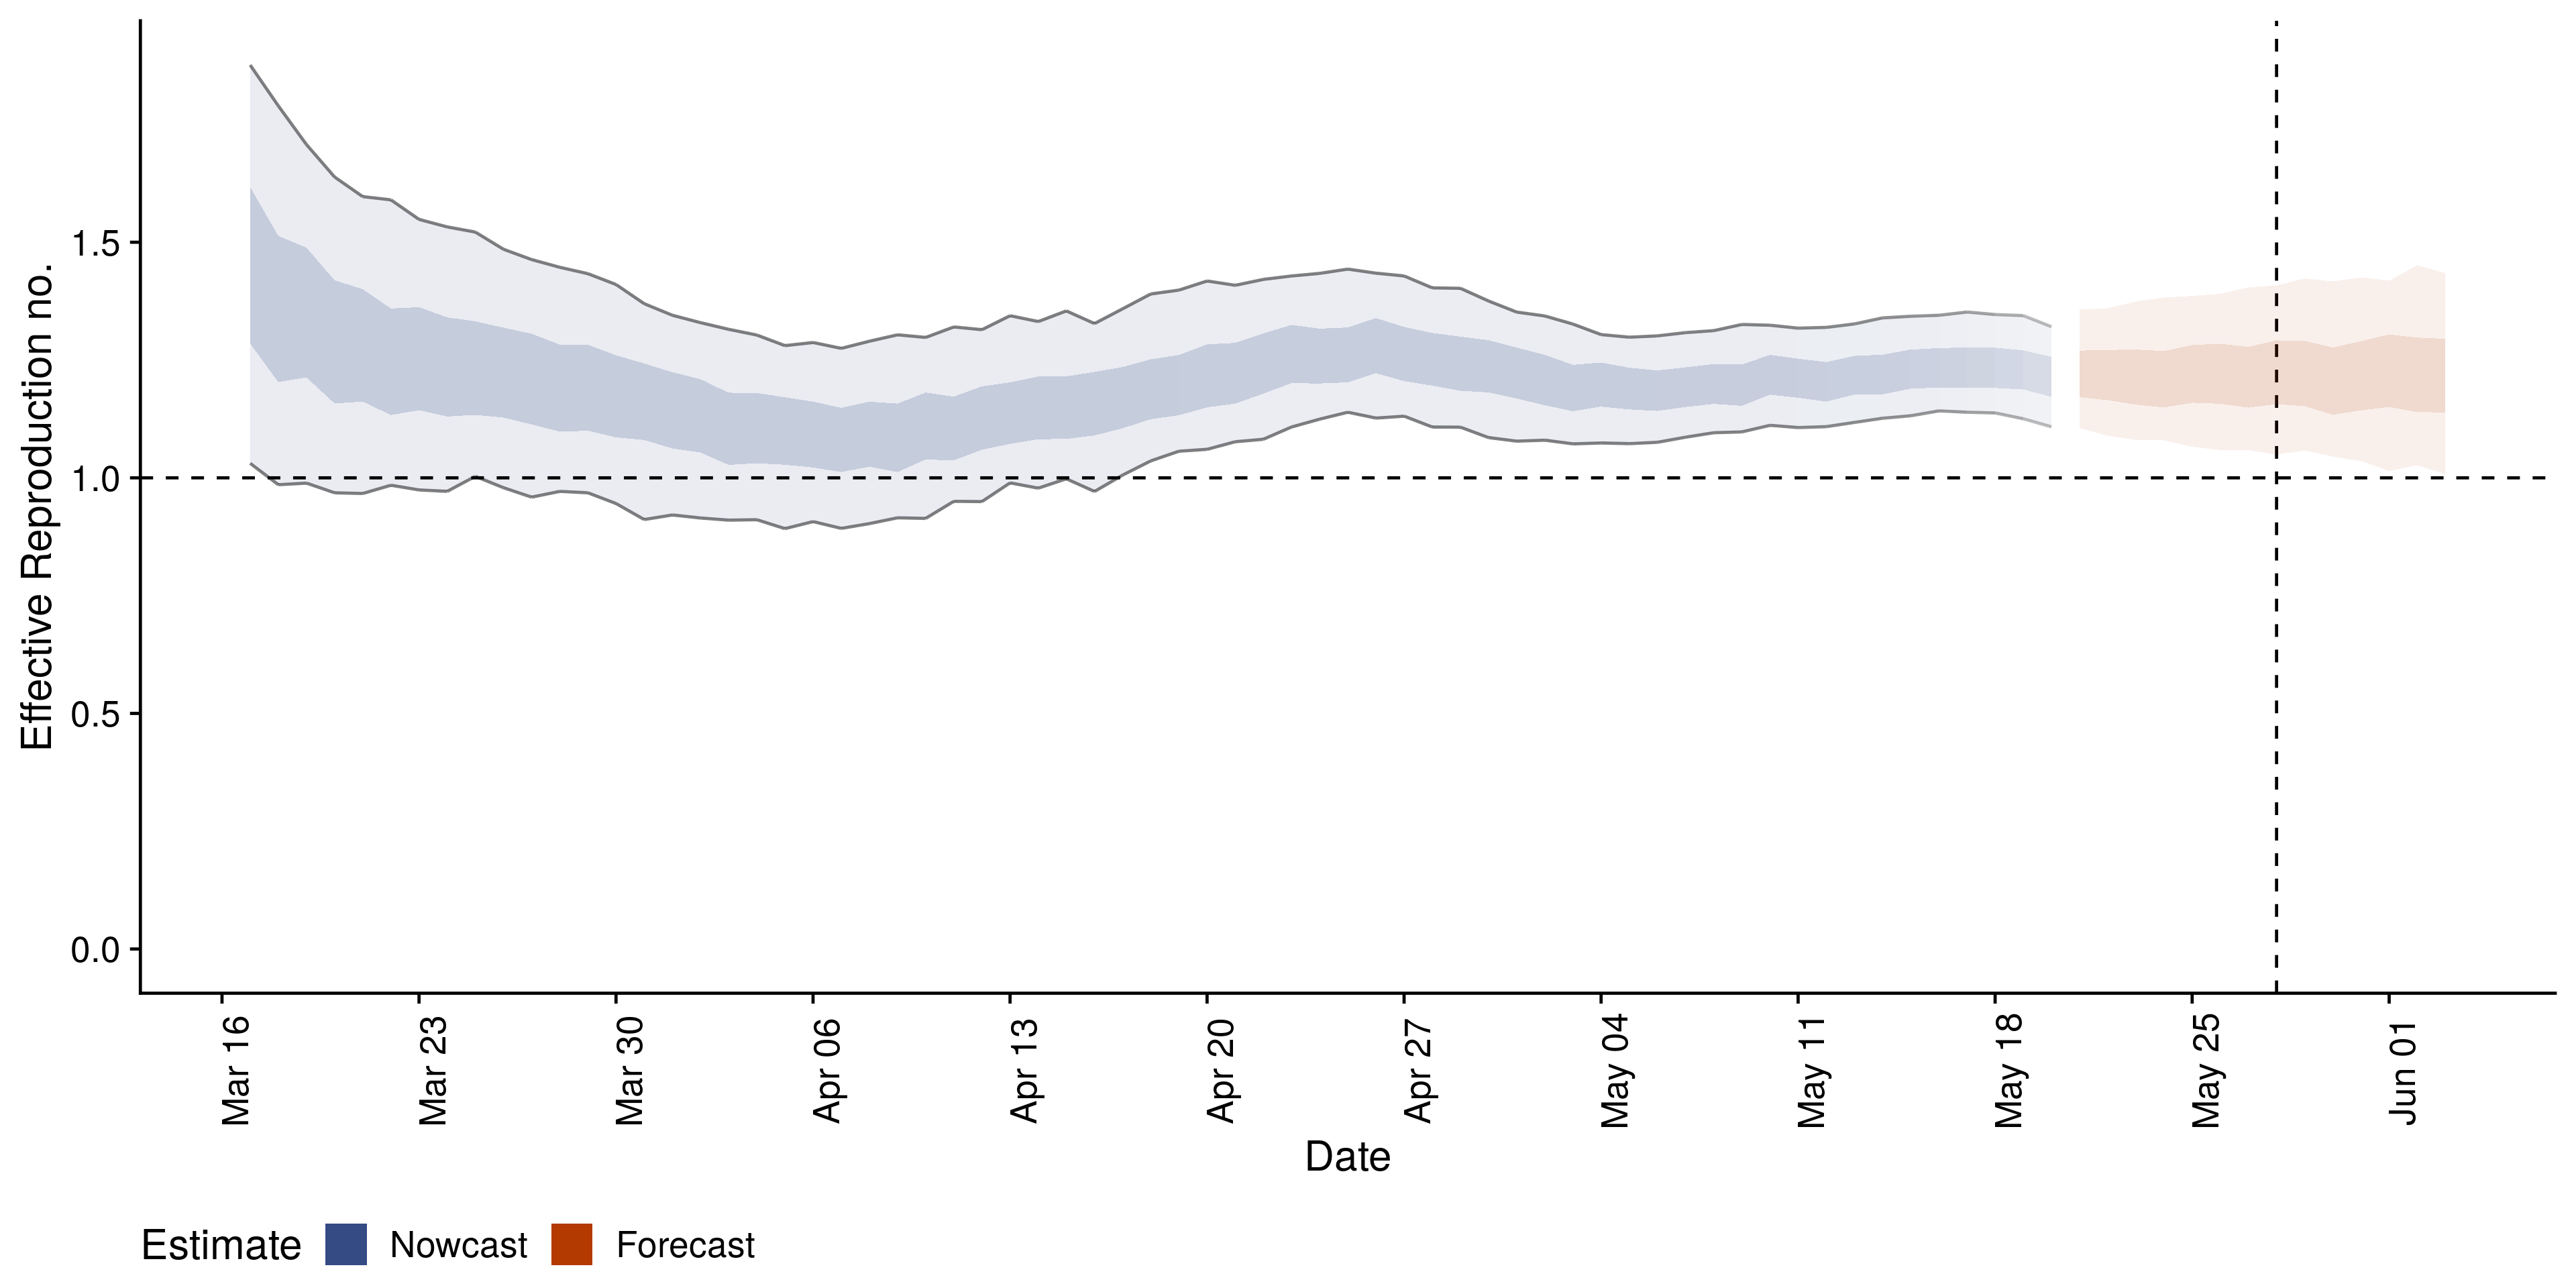 Effective Reproduction no.
1.5
1.0
0.5
0.0
Mar 16
Mar 23
Mar 30
Apr 06
Apr 13
Apr 20
Apr 27
May 04
May 11
May 18
May 25
Jun 01
Date
Estimate Nowcast Forecast